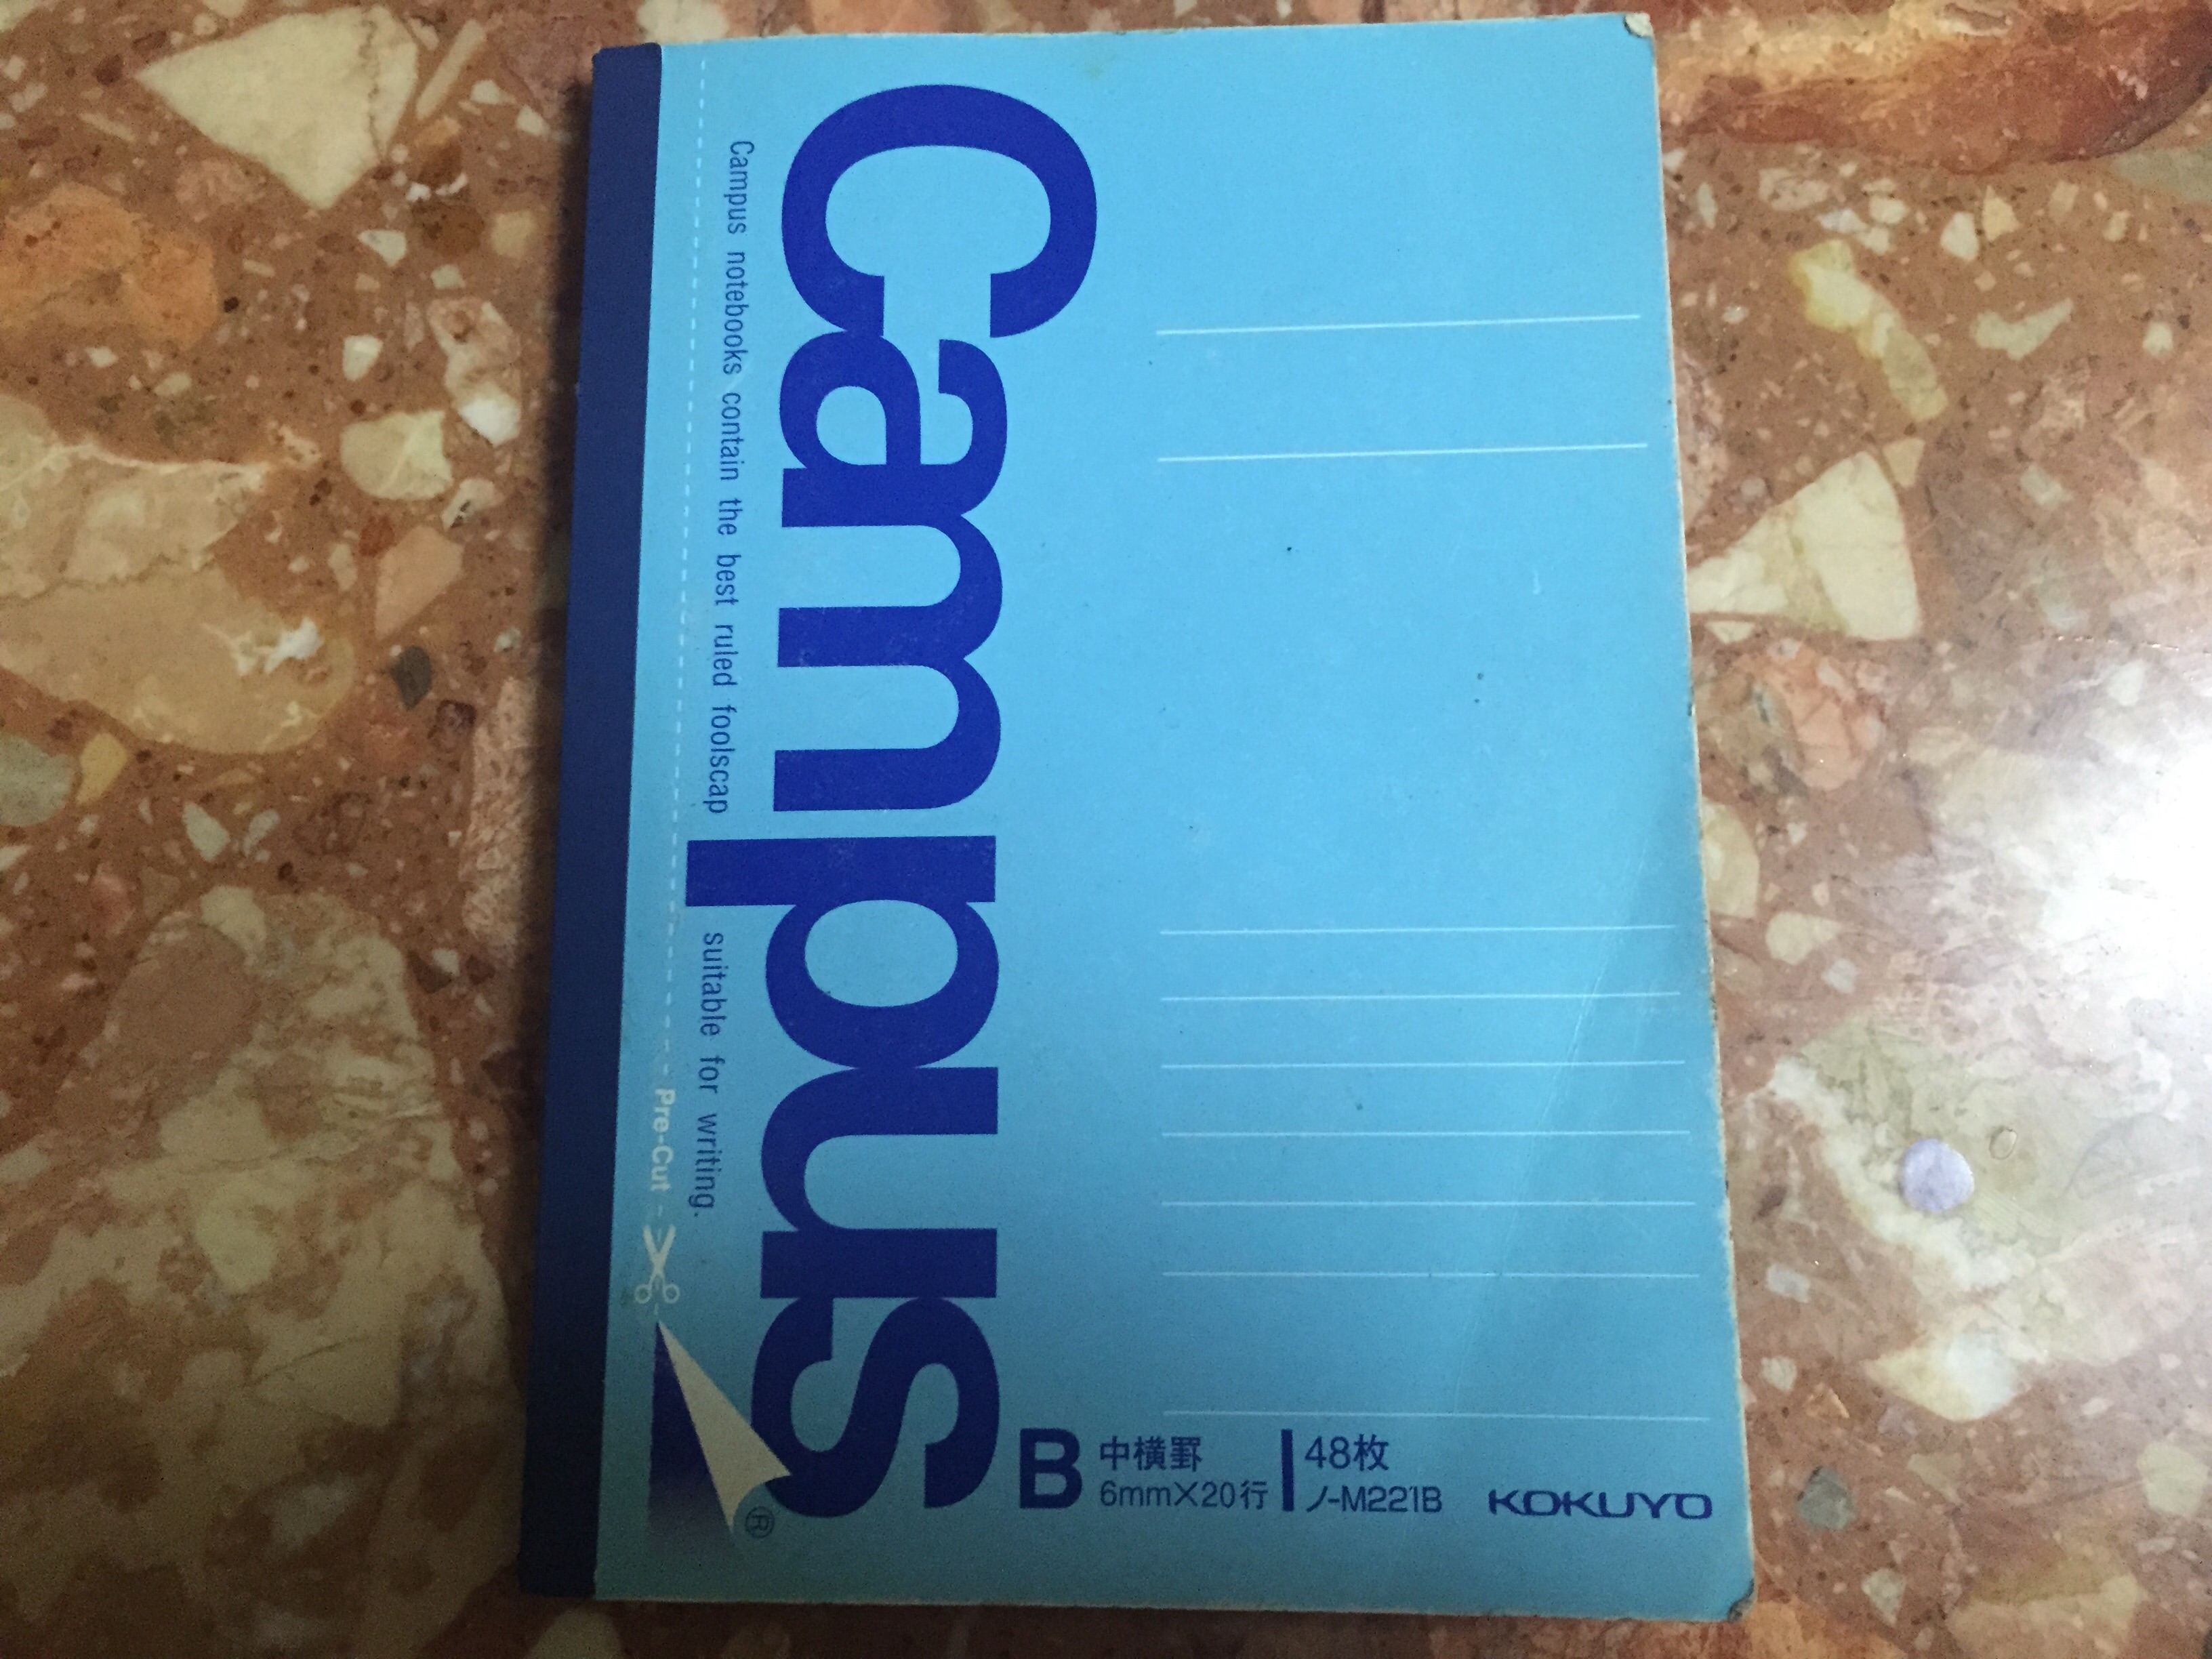 Campus
Campus notebooks contain the best ruled foolscap suitable for writing.
Pre-Cut
®
B 中横罫 48枚
6mm×20行 ノ-M221B
KOKUYO